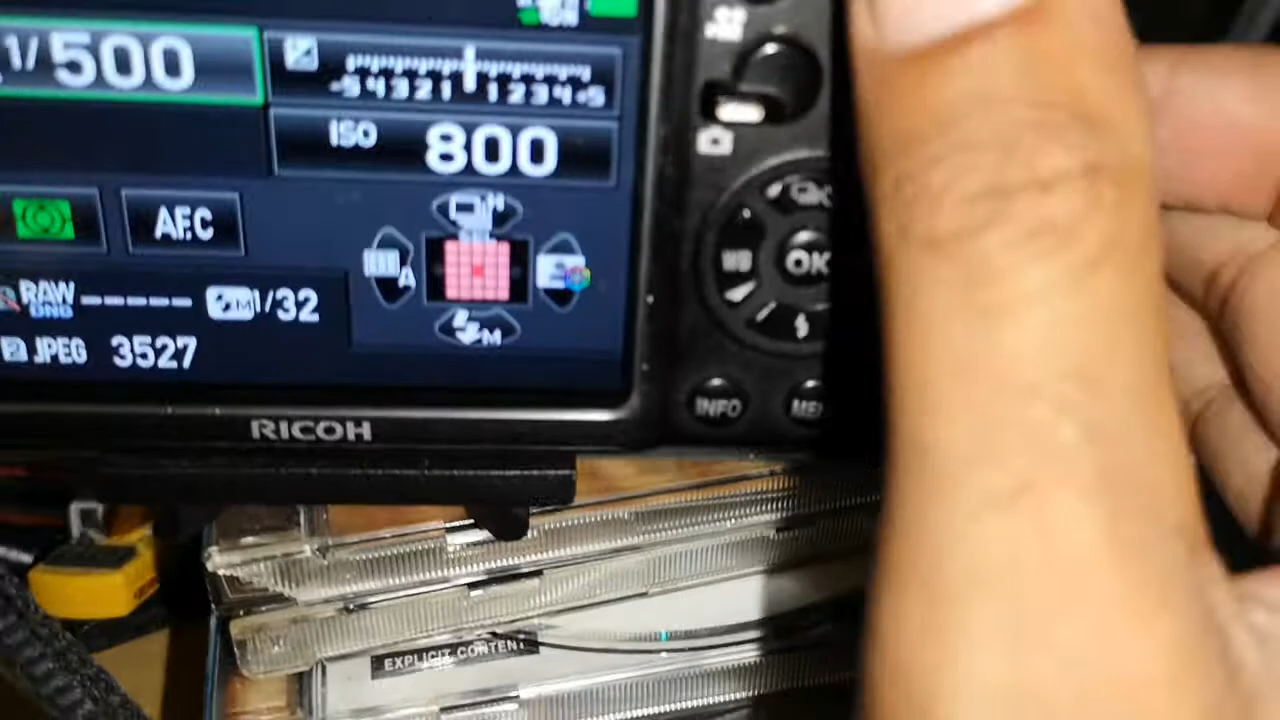 1/500
-5 4 3 2 1 1 2 3 4 +5
ISO 800
AF.C
A
RAW DNG ----- M 1/32
JPEG 3527
H
M
WB
OK
INFO
RICOH
EXPLICIT CONTENT